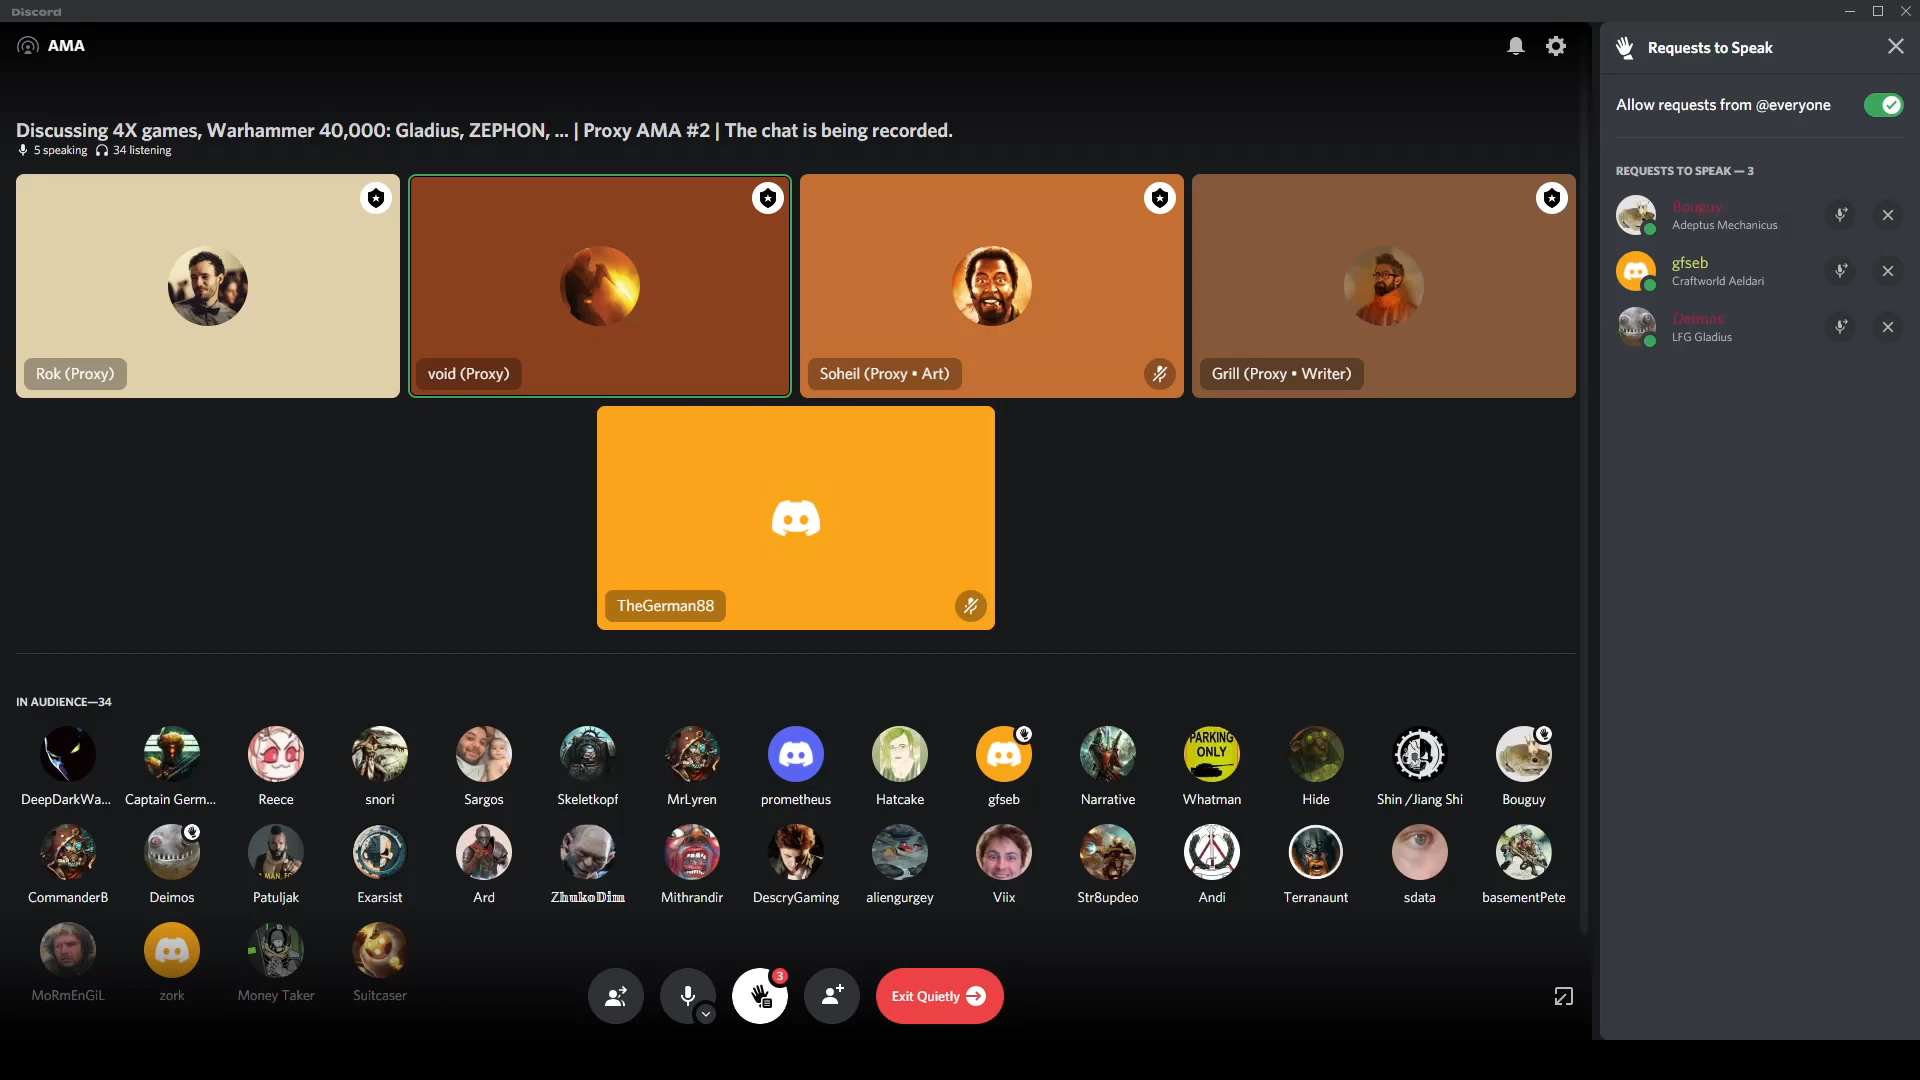 Discord
AMA
Discussing 4X games, Warhammer 40,000: Gladius, ZEPHON, ... | Proxy AMA #2 | The chat is being recorded.
5 speaking 34 listening
Rok (Proxy)
void (Proxy)
Soheil (Proxy • Art)
Grill (Proxy • Writer)
TheGerman88
IN AUDIENCE—34
PARKING
ONLY
DeepDarkWa... Captain Germ... Reece snori Sargos Skeletkopf MrLyren prometheus Hatcake gfseb Narrative Whatman Hide Shin /Jiang Shi Bouguy
CommanderB Deimos Patuljak Exarsist Ard ZhukoDim Mithrandir DescryGaming aliengurgey Viix Str8updeo Andi Terranaunt sdata basementPete
MoRmEnGiL zork Money Taker Suitcaser
3
Exit Quietly
Requests to Speak
Allow requests from @everyone
REQUESTS TO SPEAK — 3
Bouguy
Adeptus Mechanicus
gfseb
Craftworld Aeldari
Deimos
LFG Gladius